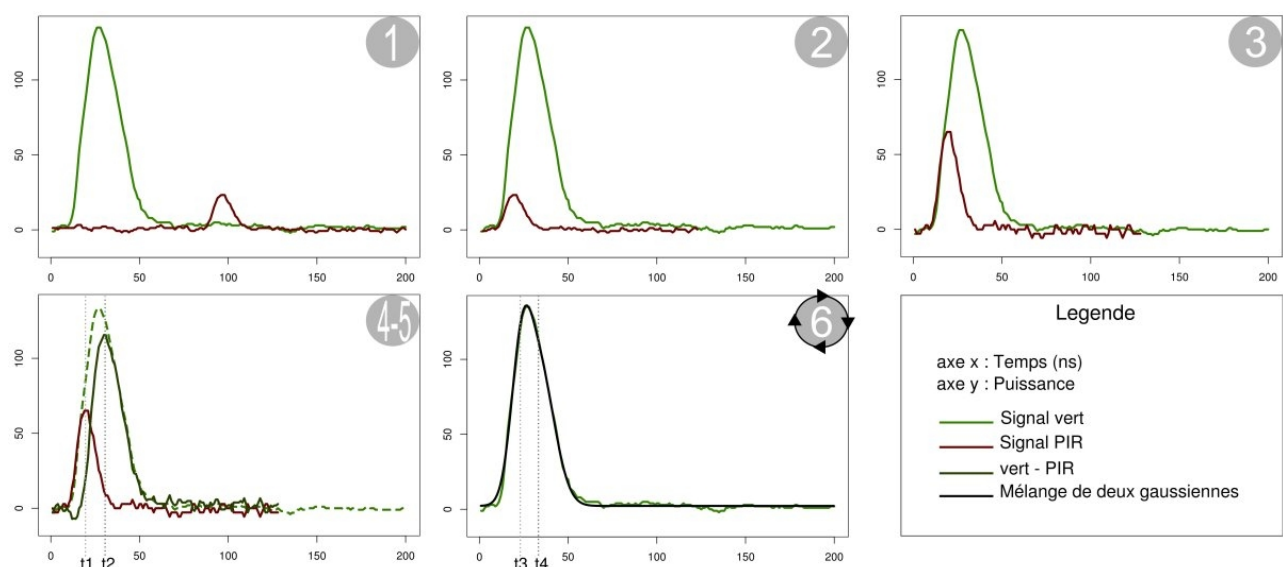 1
2
3
0 50 100
0 50 100 150 200
0 50 100
0 50 100 150 200
0 50 100
0 50 100 150 200
4-5
6
0 50 100
0 50 100 150 200
t1 t2
0 50 100
0 50 100 150 200
t3 t4
Legende
axe x : Temps (ns)
axe y : Puissance
Signal vert
Signal PIR
vert - PIR
Mélange de deux gaussiennes